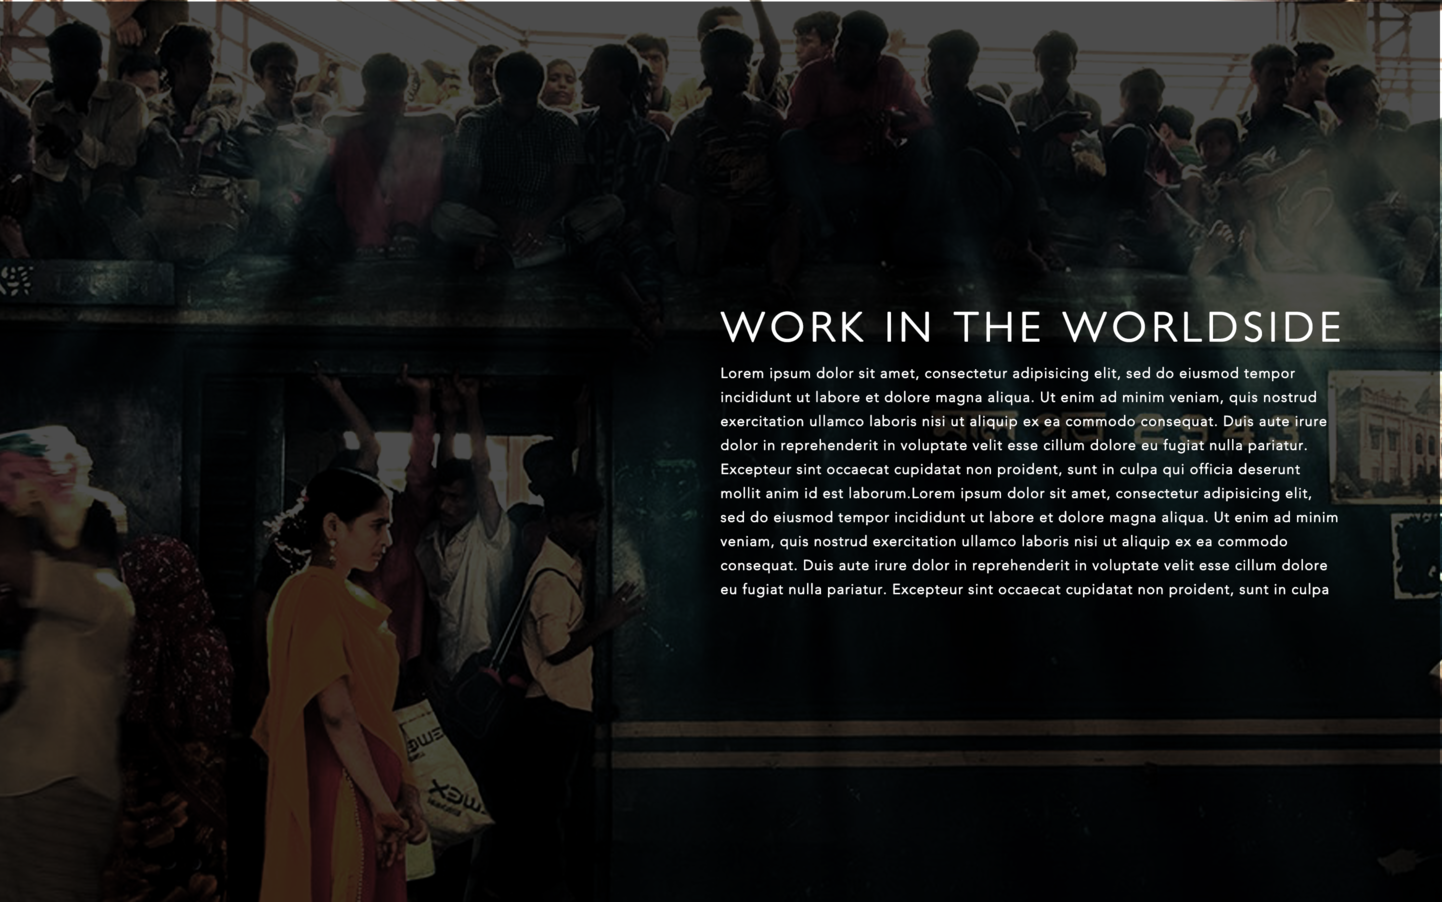 WORK IN THE WORLDSIDE
Lorem ipsum dolor sit amet, consectetur adipisicing elit, sed do eiusmod tempor
incididunt ut labore et dolore magna aliqua. Ut enim ad minim veniam, quis nostrud
exercitation ullamco laboris nisi ut aliquip ex ea commodo consequat. Duis aute irure
dolor in reprehenderit in voluptate velit esse cillum dolore eu fugiat nulla pariatur.
Excepteur sint occaecat cupidatat non proident, sunt in culpa qui officia deserunt
mollit anim id est laborum.Lorem ipsum dolor sit amet, consectetur adipisicing elit,
sed do eiusmod tempor incididunt ut labore et dolore magna aliqua. Ut enim ad minim
veniam, quis nostrud exercitation ullamco laboris nisi ut aliquip ex ea commodo
consequat. Duis aute irure dolor in reprehenderit in voluptate velit esse cillum dolore
eu fugiat nulla pariatur. Excepteur sint occaecat cupidatat non proident, sunt in culpa